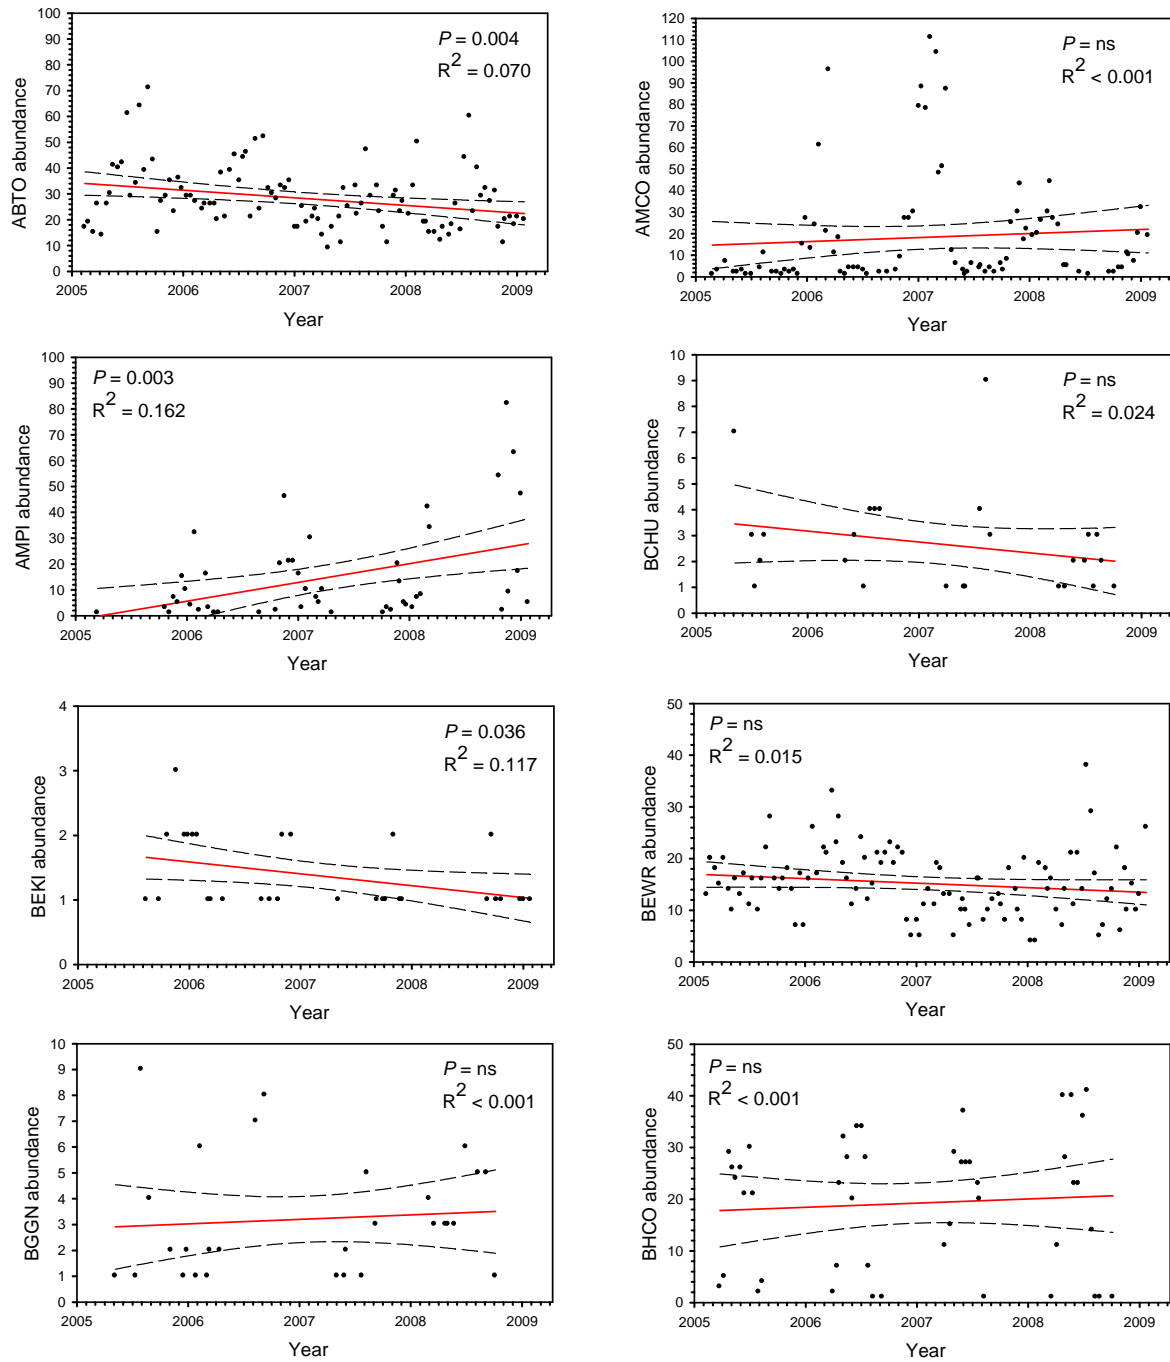 P = 0.004
R2 = 0.070
100
90
80
70
60
50
40
30
20
10
0
ABTO abundance
2005 2006 2007 2008 2009
Year
P = ns
R2 < 0.001
120
110
100
90
80
70
60
50
40
30
20
10
0
AMCO abundance
2005 2006 2007 2008 2009
Year
P = 0.003
R2 = 0.162
100
90
80
70
60
50
40
30
20
10
0
AMPI abundance
2005 2006 2007 2008 2009
Year
P = ns
R2 = 0.024
10
9
8
7
6
5
4
3
2
1
0
BCHU abundance
2005 2006 2007 2008 2009
Year
P = 0.036
R2 = 0.117
4
3
2
1
0
BEKI abundance
2005 2006 2007 2008 2009
Year
P = ns
R2 = 0.015
50
40
30
20
10
0
BEWR abundance
2005 2006 2007 2008 2009
Year
P = ns
R2 < 0.001
10
9
8
7
6
5
4
3
2
1
0
BGGN abundance
2005 2006 2007 2008 2009
Year
P = ns
R2 < 0.001
50
40
30
20
10
0
BHCO abundance
2005 2006 2007 2008 2009
Year